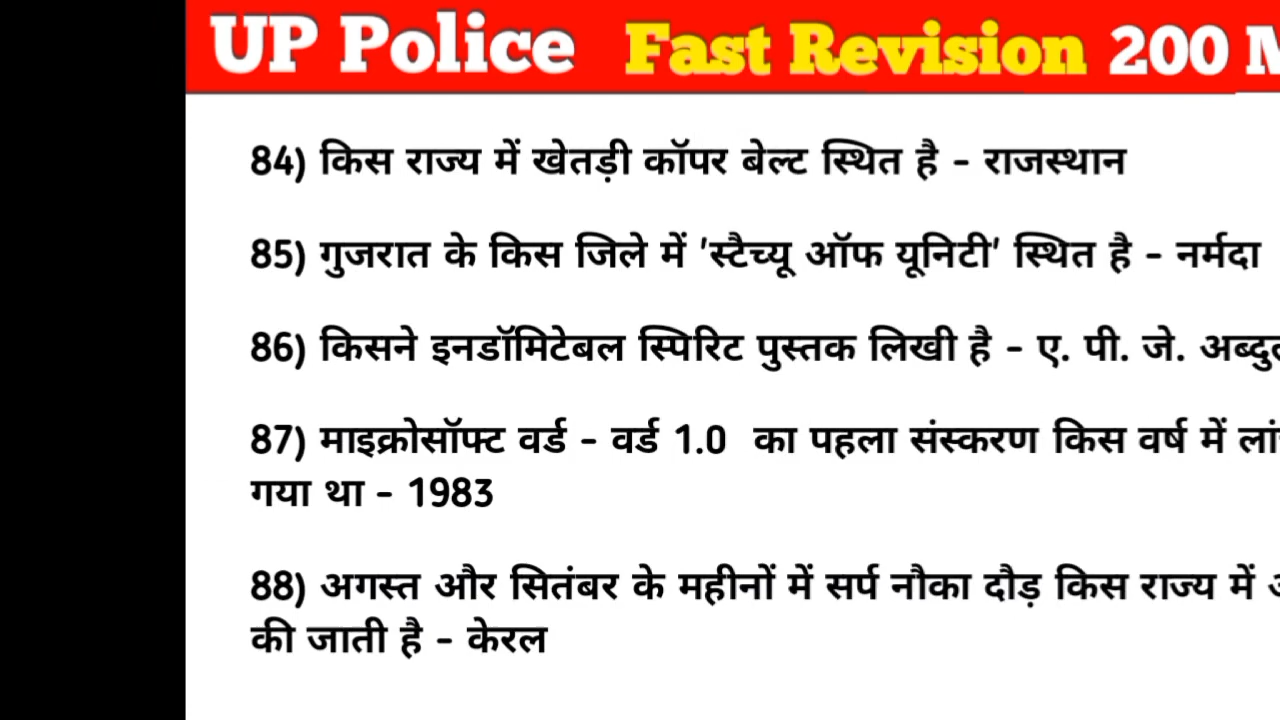 UP Police Fast Revision 200
84) किस राज्य में खेतड़ी कॉपर बेल्ट स्थित है - राजस्थान
85) गुजरात के किस जिले में 'स्टैच्यू ऑफ यूनिटी' स्थित है - नर्मदा
86) किसने इनडॉमिटेबल स्पिरिट पुस्तक लिखी है - ए. पी. जे.
87) माइक्रोसॉफ्ट वर्ड - वर्ड 1.0 का पहला संस्करण किस वर्ष में
गया था - 1983
88) अगस्त और सितंबर के महीनों में सर्प नौका दौड़ किस राज्य में
की जाती है - केरल